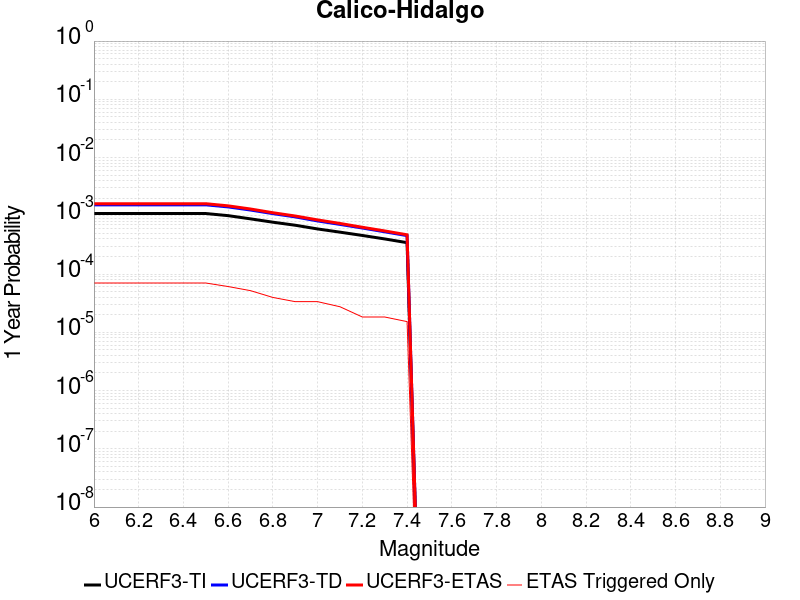 Calico-Hidalgo
10^0
10^-1
10^-2
10^-3
10^-4
10^-5
10^-6
10^-7
10^-8
1 Year Probability
6 6.2 6.4 6.6 6.8 7 7.2 7.4 7.6 7.8 8 8.2 8.4 8.6 8.8 9
Magnitude
UCERF3-TI UCERF3-TD UCERF3-ETAS ETAS Triggered Only